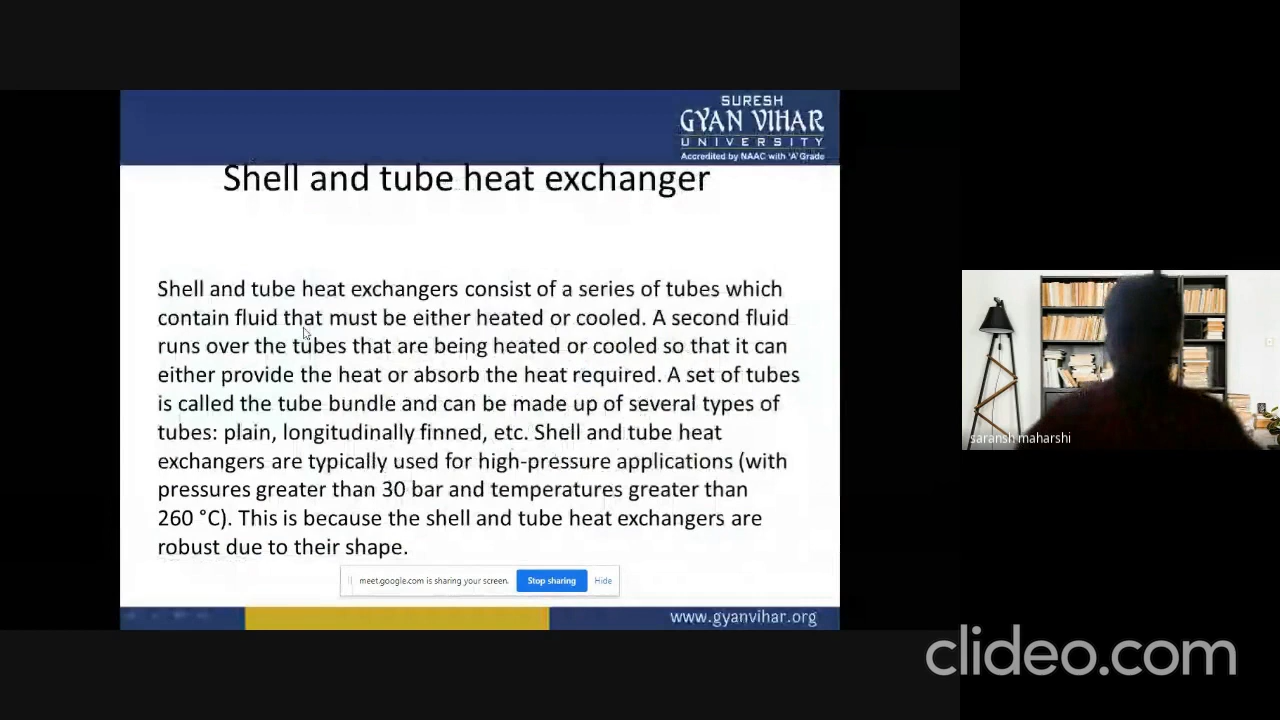 SURESH
GYAN VIHAR
UNIVERSITY
Accredited by NAAC with 'A' Grade
Shell and tube heat exchanger
Shell and tube heat exchangers consist of a series of tubes which
contain fluid that must be either heated or cooled. A second fluid
runs over the tubes that are being heated or cooled so that it can
either provide the heat or absorb the heat required. A set of tubes
is called the tube bundle and can be made up of several types of
tubes: plain, longitudinally finned, etc. Shell and tube heat
exchangers are typically used for high-pressure applications (with
pressures greater than 30 bar and temperatures greater than
260 °C). This is because the shell and tube heat exchangers are
robust due to their shape.
meet.google.com is sharing your screen. Stop sharing Hide
www.gyanvihar.org
saransh maharshi
clideo.com